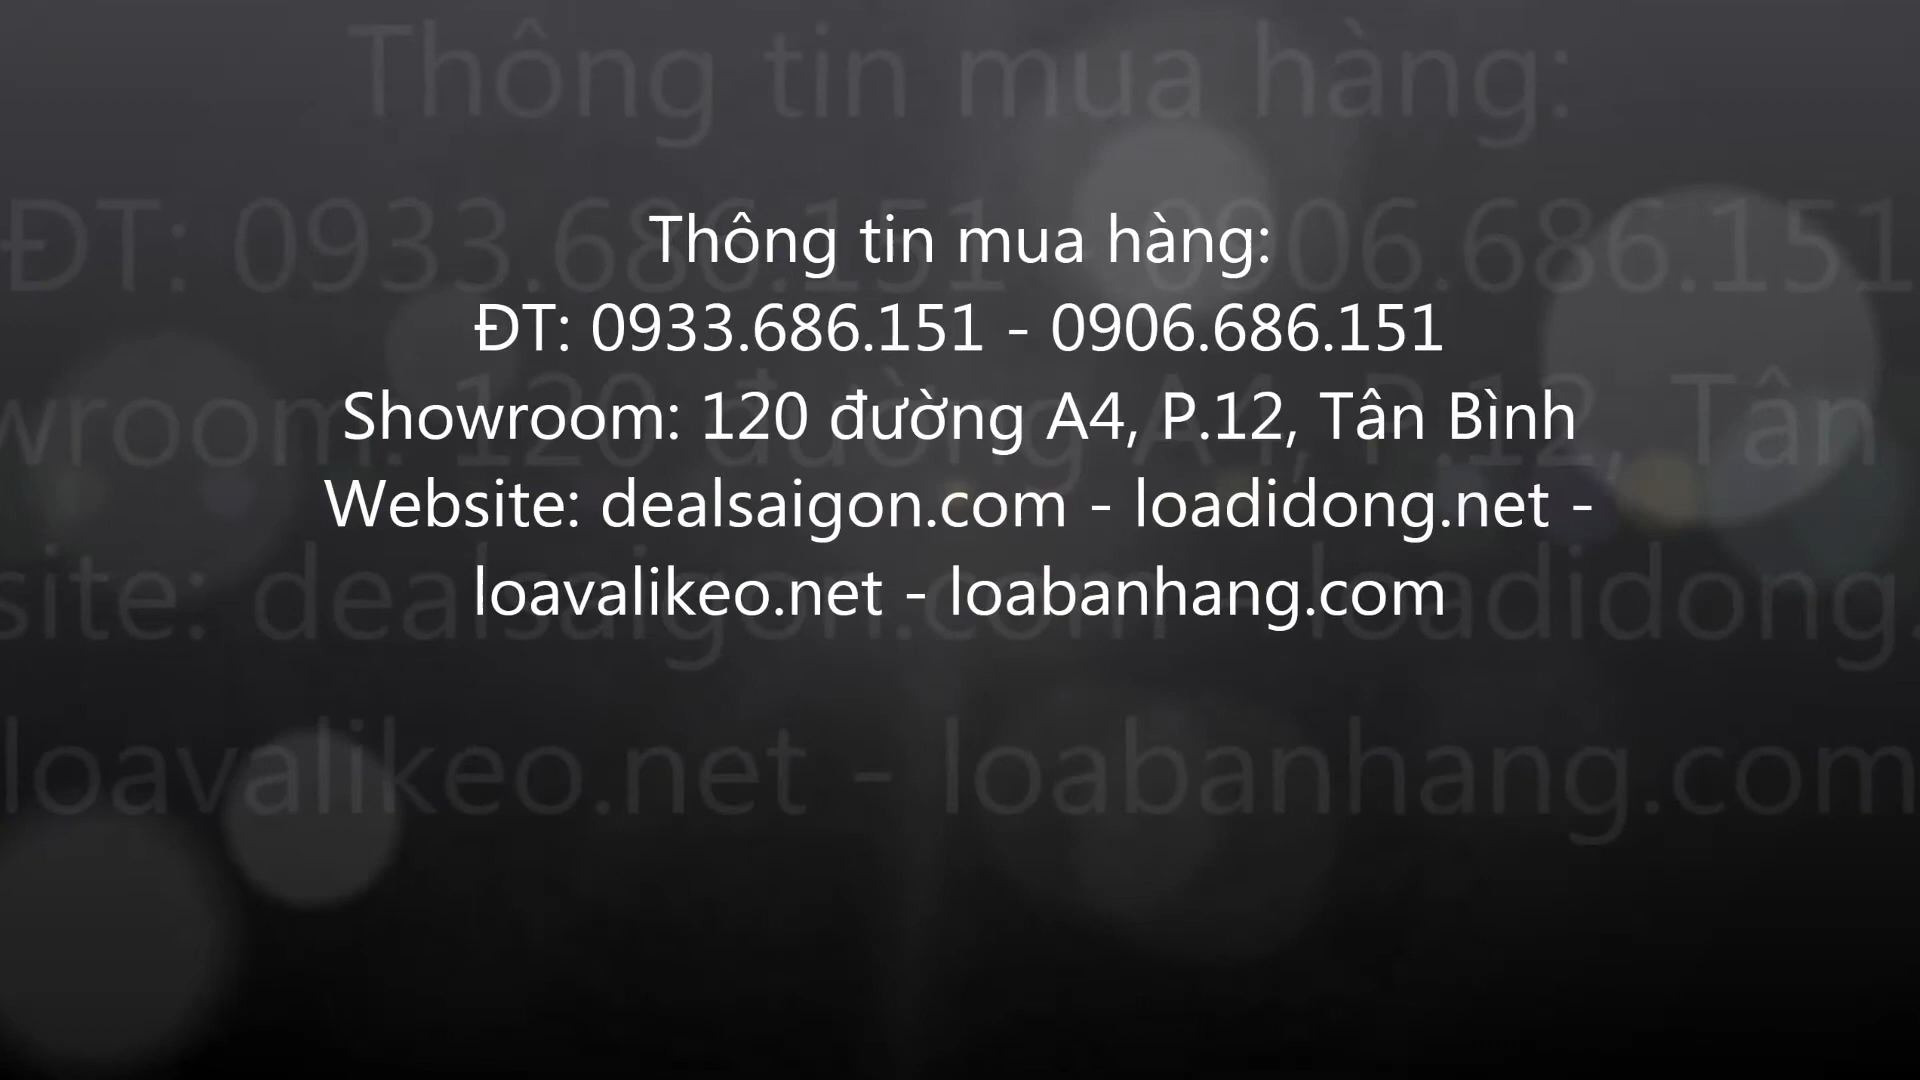 Thông tin mua hàng:
ĐT: 0933.686.151 - 0906.686.151
Showroom: 120 đường A4, P.12, Tân Bình
Website: dealsaigon.com - loadidong.net -
loavalikeo.net - loabanhang.com